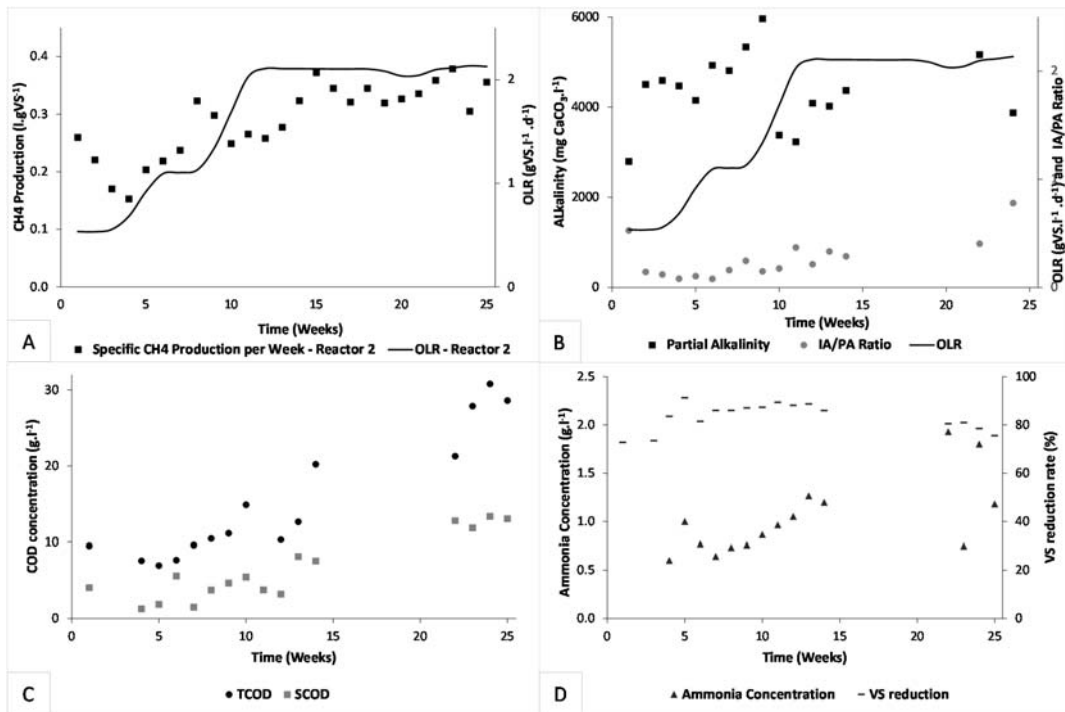 0.4
0.3
0.2
0.1
0.0
CH4 Production (l.gVS⁻¹)
2
1
0
OLR (gVS.l⁻¹ .d⁻¹)
0 5 10 15 20 25
Time (Weeks)
A
Specific CH4 Production per Week - Reactor 2 OLR - Reactor 2
6000
4000
2000
0
ALkalinity (mg CaCO₃.l⁻¹)
2
1
0
OLR (gVS.l⁻¹ .d⁻¹) and IA/PA Ratio
0 5 10 15 20 25
Time (Weeks)
B
Partial Alkalinity IA/PA Ratio OLR
30
20
10
0
COD concentration (g.l⁻¹)
0 5 10 15 20 25
Time (Weeks)
C
TCOD SCOD
2.5
2.0
1.5
1.0
0.5
0.0
Ammonia Concentration (g.l⁻¹)
100
80
60
40
20
0
VS reduction rate (%)
0 5 10 15 20 25
Time (Weeks)
D
Ammonia Concentration VS reduction